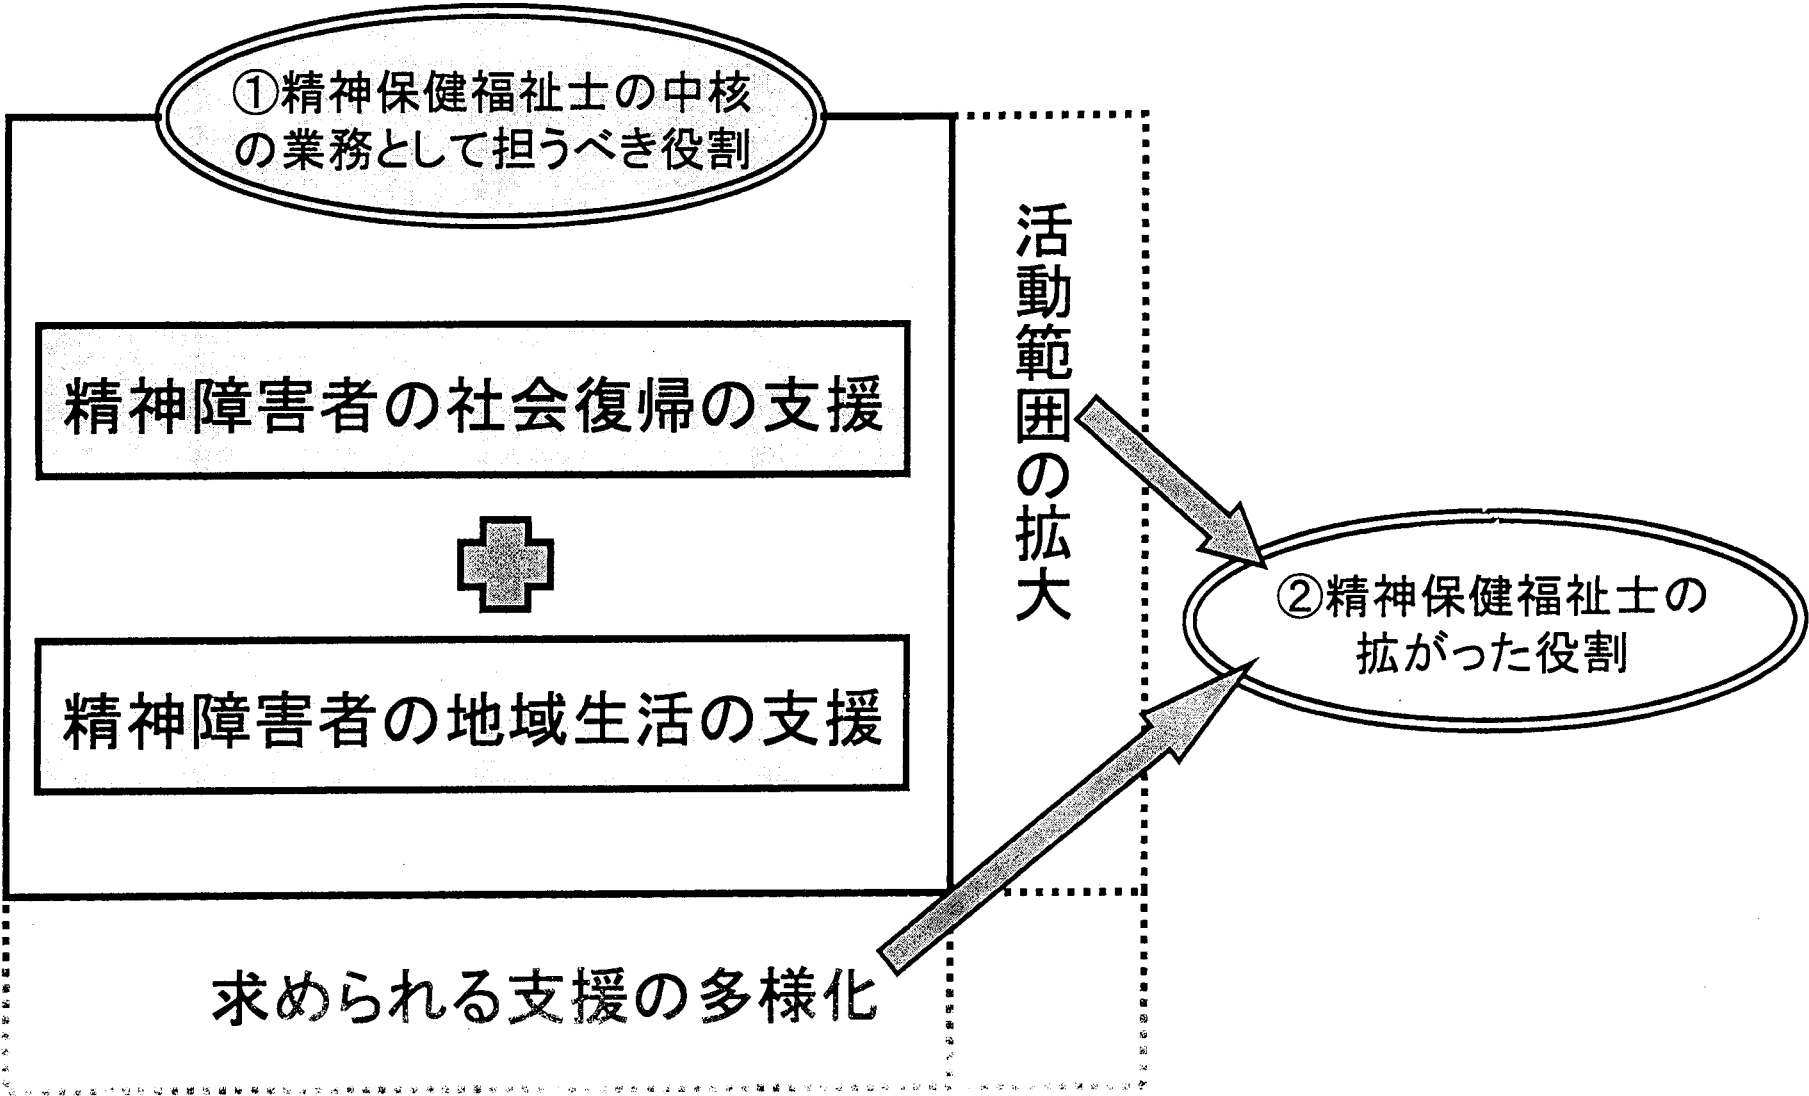 ①精神保健福祉士の中核
の業務として担うべき役割
精神障害者の社会復帰の支援
精神障害者の地域生活の支援
活動範囲の拡大
求められる支援の多様化
②精神保健福祉士の
拡がった役割